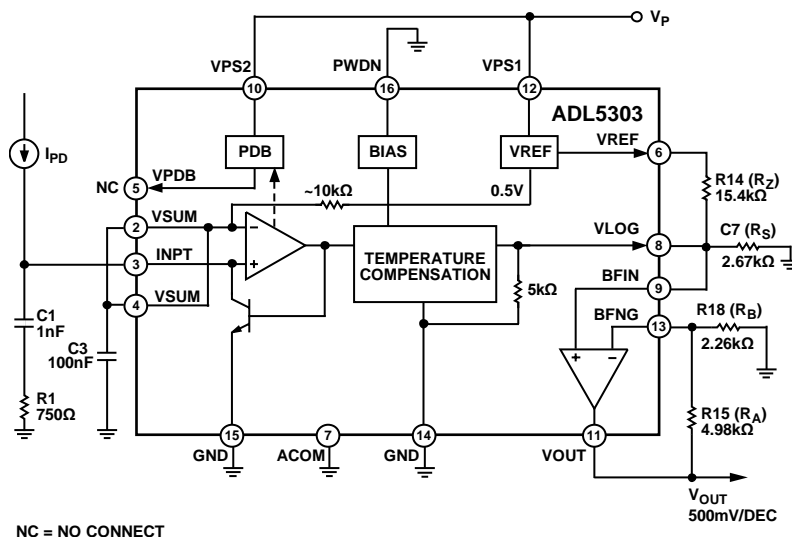 V_P
VPS2
PWDN
VPS1
10
16
12
ADL5303
VREF
I_PD
PDB
BIAS
VREF
6
VPDB
NC
5
R14 (R_Z)
15.4kΩ
~10kΩ
0.5V
VSUM
2
VLOG
8
C7 (R_S)
2.67kΩ
INPT
3
TEMPERATURE
COMPENSATION
5kΩ
BFIN
9
VSUM
4
BFNG
13
R18 (R_B)
2.26kΩ
C1
1nF
C3
100nF
R1
750Ω
R15 (R_A)
4.98kΩ
15
7
14
11
GND
ACOM
GND
VOUT
V_OUT
500mV/DEC
NC = NO CONNECT